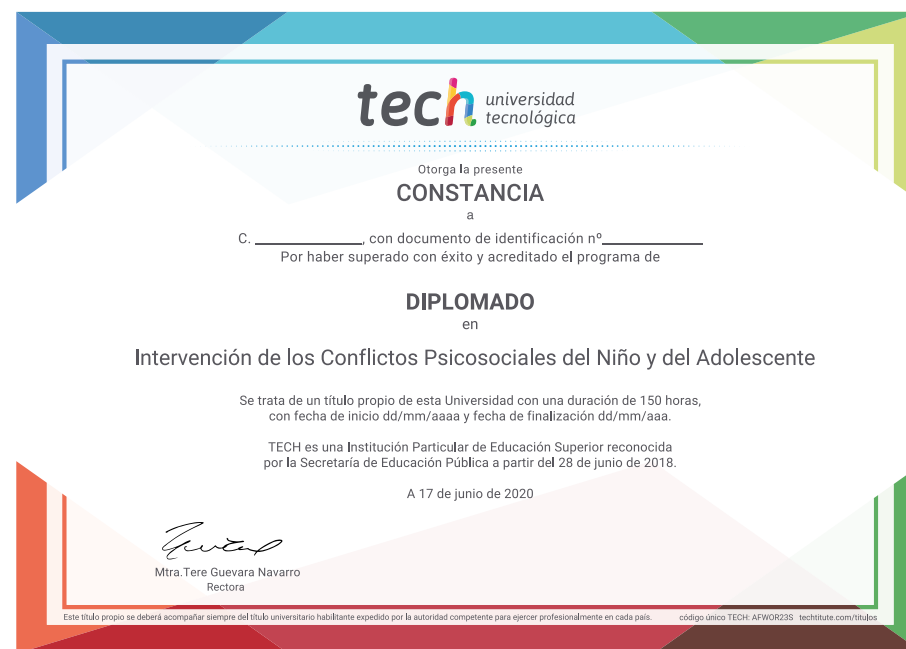 tech universidad
tecnológica
Otorga la presente
CONSTANCIA
a
C. ____________, con documento de identificación nº____________
Por haber superado con éxito y acreditado el programa de
DIPLOMADO
en
Intervención de los Conflictos Psicosociales del Niño y del Adolescente
Se trata de un título propio de esta Universidad con una duración de 150 horas,
con fecha de inicio dd/mm/aaaa y fecha de finalización dd/mm/aaa.
TECH es una Institución Particular de Educación Superior reconocida
por la Secretaría de Educación Pública a partir del 28 de junio de 2018.
A 17 de junio de 2020
Mtra.Tere Guevara Navarro
Rectora
Este título propio se deberá acompañar siempre del título universitario habilitante expedido por la autoridad competente para ejercer profesionalmente en cada país. código único TECH: AFWOR23S techtitute.com/titulos